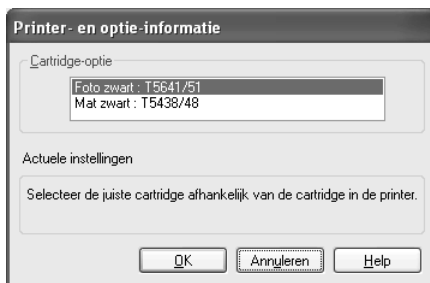 Printer- en optie-informatie
Cartridge-optie
Foto zwart : T5641/51
Mat zwart : T5438/48
Actuele instellingen
Selecteer de juiste cartridge afhankelijk van de cartridge in de printer.
OK Annuleren Help